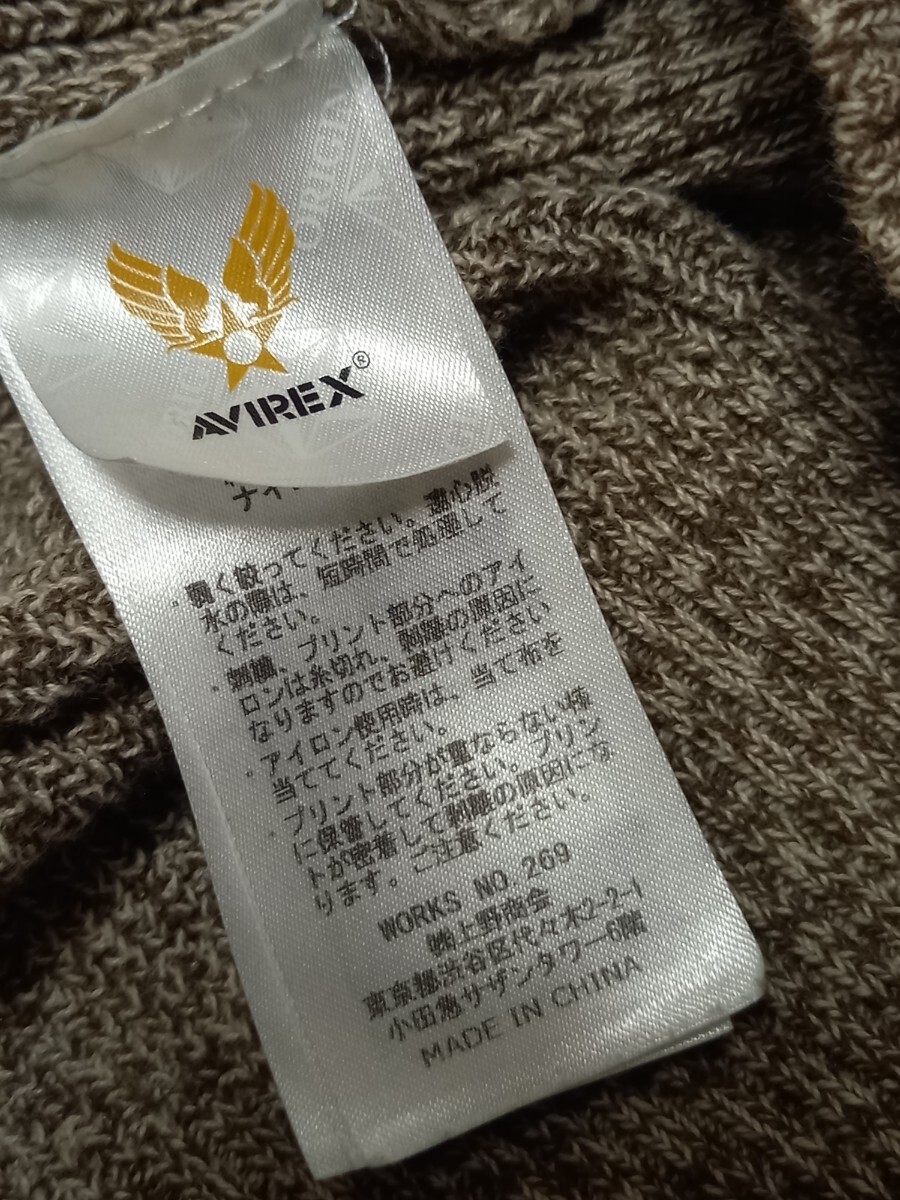 ORIGI
AVIREX®
ナイ
・軽く絞ってください。遠心脱
水の際は、短時間で処理して
ください。
・刺繍、プリント部分へのアイ
ロンは糸切れ、剥離の原因に
なりますのでお避けください
・アイロン使用時は、当て布を
当ててください。
・プリント部分が重ならない様
に保管してください。プリン
トが密着して剥離の原因にな
ります。ご注意ください。
WORKS NO 269
㈱上野商会
東京都渋谷区代々木2-2-1
小田急サザンタワー6階
MADE IN CHINA